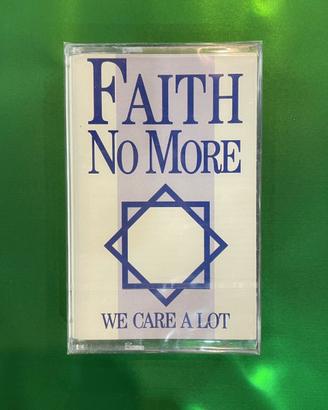 FAITH
NO MORE
WE CARE A LOT